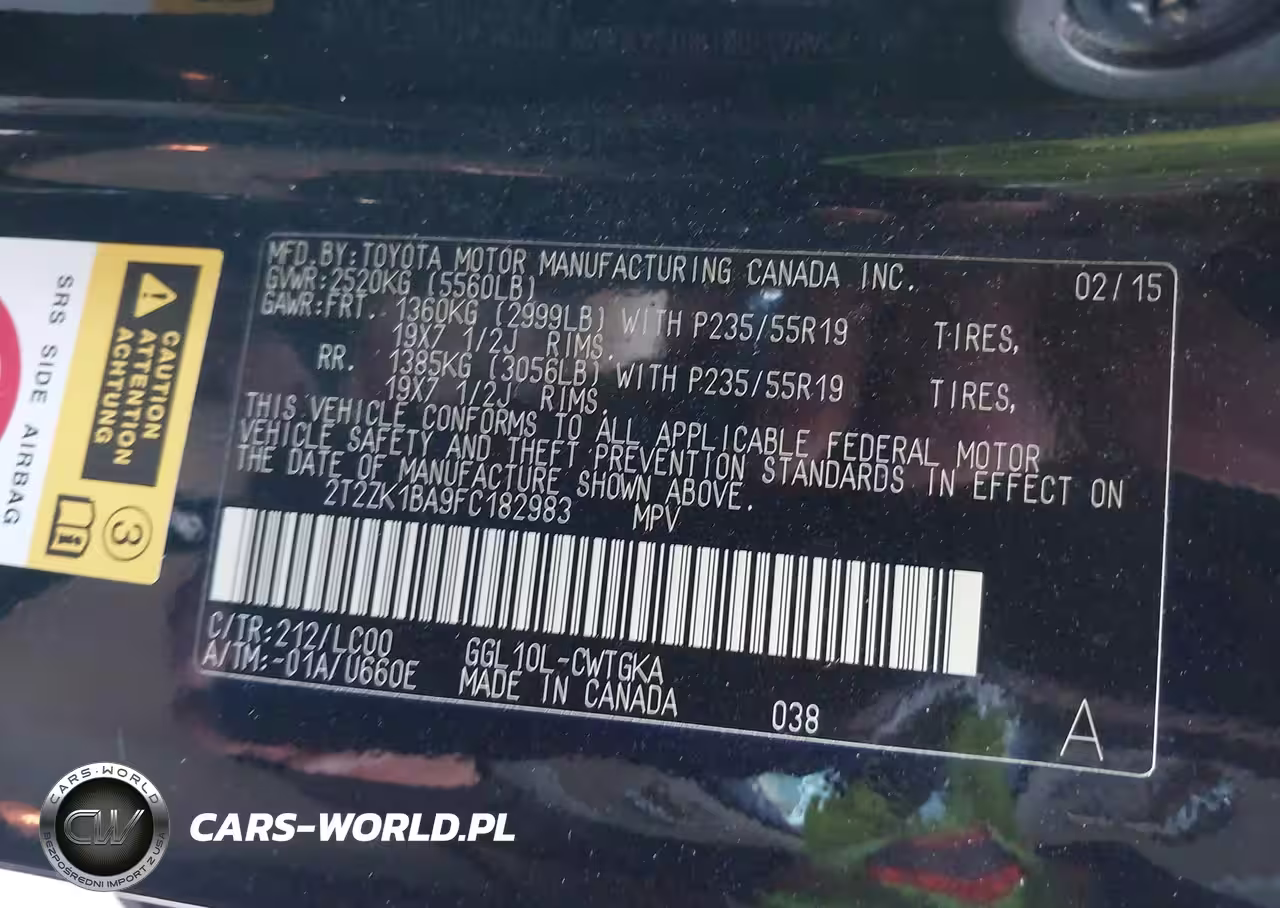 MFD.BY:TOYOTA MOTOR MANUFACTURING CANADA INC. 02/15
GVWR:2520KG (5560LB)
GAWR:FRT. 1360KG (2999LB) WITH P235/55R19 TIRES,
19X7 1/2J RIMS.
RR. 1385KG (3056LB) WITH P235/55R19 TIRES,
19X7 1/2J RIMS.
THIS VEHICLE CONFORMS TO ALL APPLICABLE FEDERAL MOTOR
VEHICLE SAFETY AND THEFT PREVENTION STANDARDS IN EFFECT ON
THE DATE OF MANUFACTURE SHOWN ABOVE.
2T2ZK1BA9FC182983 MPV
C/TR:212/LC00 GGL10L-CWTGKA
A/TM:-01A/U660E MADE IN CANADA 038 A
SRS SIDE AIRBAG
CAUTION
ATTENTION
ACHTUNG
3
CARS-WORLD
CW
BEZPOŚREDNI IMPORT Z USA
CARS-WORLD.PL